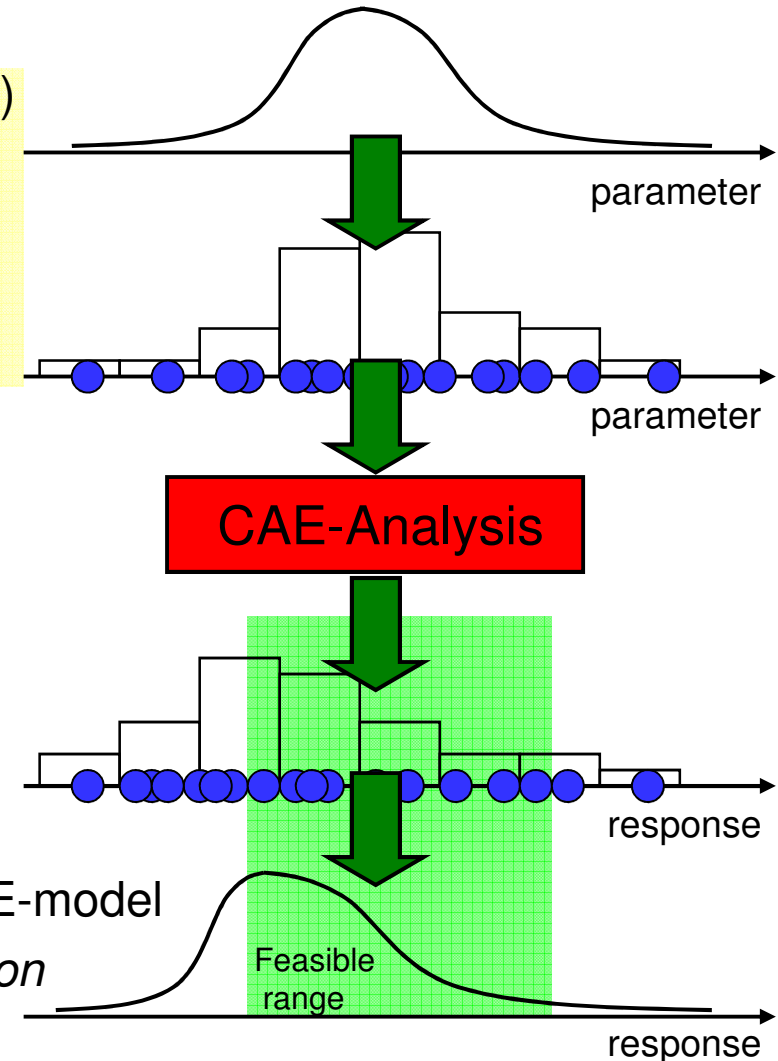 )
parameter
parameter
CAE-Analysis
response
E-model
on
Feasible
range
response